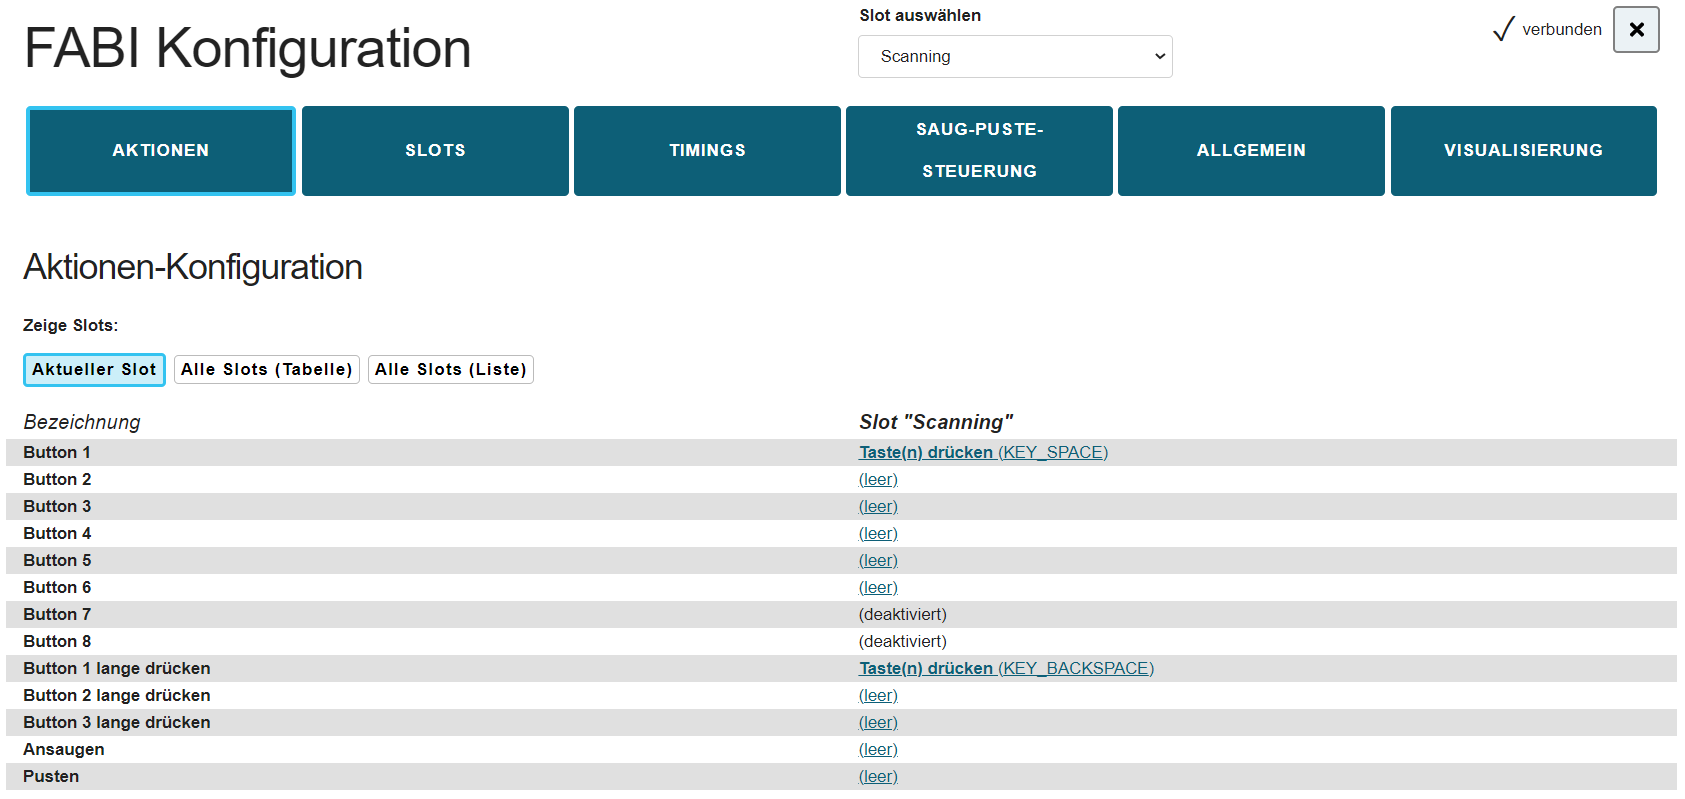 FABI Konfiguration
Slot auswählen
Scanning
verbunden
AKTIONEN
SLOTS
TIMINGS
SAUG-PUSTE-
STEUERUNG
ALLGEMEIN
VISUALISIERUNG
Aktionen-Konfiguration
Zeige Slots:
Aktueller Slot Alle Slots (Tabelle) Alle Slots (Liste)
Bezeichnung Slot "Scanning"
Button 1 Taste(n) drücken (KEY_SPACE)
Button 2 (leer)
Button 3 (leer)
Button 4 (leer)
Button 5 (leer)
Button 6 (leer)
Button 7 (deaktiviert)
Button 8 (deaktiviert)
Button 1 lange drücken Taste(n) drücken (KEY_BACKSPACE)
Button 2 lange drücken (leer)
Button 3 lange drücken (leer)
Ansaugen (leer)
Pusten (leer)